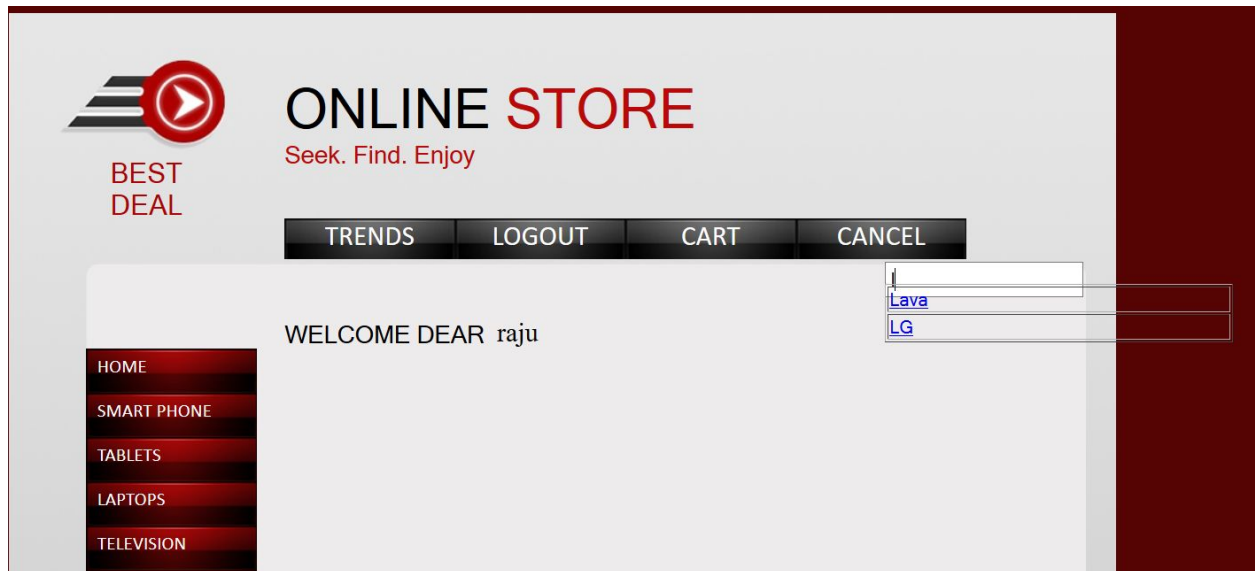 ONLINE STORE
Seek. Find. Enjoy
BEST
DEAL
TRENDS LOGOUT CART CANCEL
l
Lava
LG
WELCOME DEAR raju
HOME
SMART PHONE
TABLETS
LAPTOPS
TELEVISION